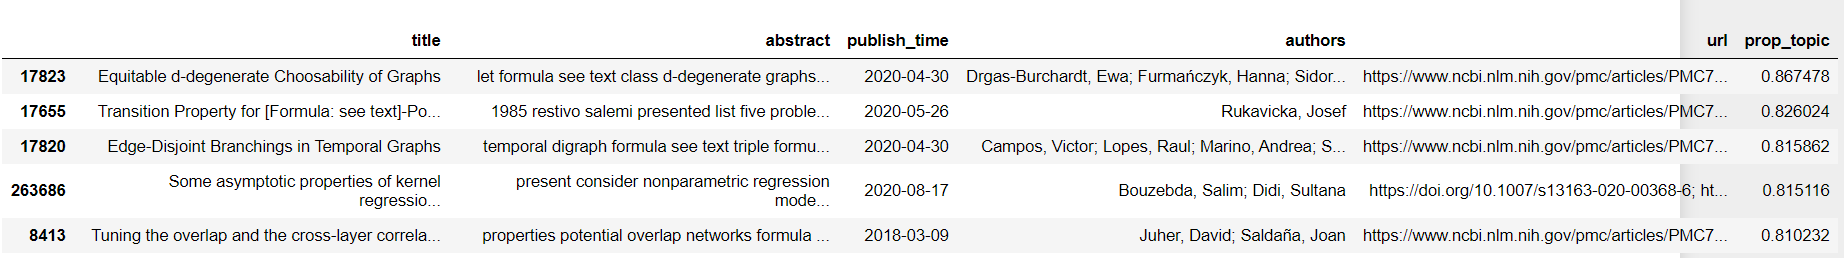 title abstract publish_time authors url prop_topic
17823 Equitable d-degenerate Choosability of Graphs let formula see text class d-degenerate graphs... 2020-04-30 Drgas-Burchardt, Ewa; Furmańczyk, Hanna; Sidor... https://www.ncbi.nlm.nih.gov/pmc/articles/PMC7... 0.867478
17655 Transition Property for [Formula: see text]-Po... 1985 restivo salemi presented list five proble... 2020-05-26 Rukavicka, Josef https://www.ncbi.nlm.nih.gov/pmc/articles/PMC7... 0.826024
17820 Edge-Disjoint Branchings in Temporal Graphs temporal digraph formula see text triple formu... 2020-04-30 Campos, Victor; Lopes, Raul; Marino, Andrea; S... https://www.ncbi.nlm.nih.gov/pmc/articles/PMC7... 0.815862
263686 Some asymptotic properties of kernel regressio... present consider nonparametric regression mode... 2020-08-17 Bouzebda, Salim; Didi, Sultana https://doi.org/10.1007/s13163-020-00368-6; ht... 0.815116
8413 Tuning the overlap and the cross-layer correla... properties potential overlap networks formula ... 2018-03-09 Juher, David; Saldaña, Joan https://www.ncbi.nlm.nih.gov/pmc/articles/PMC7... 0.810232